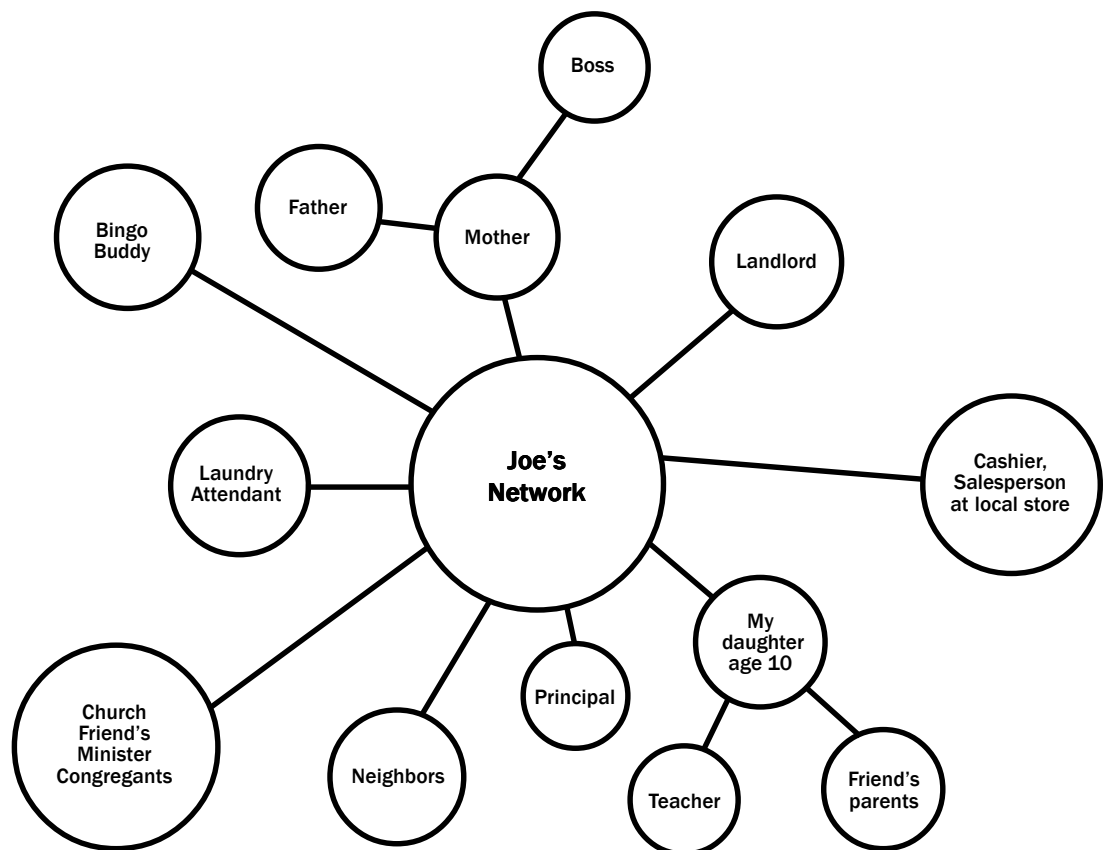 Boss
Father
Mother
Bingo
Buddy
Landlord
Joe's
Network
Laundry
Attendant
Cashier,
Salesperson
at local store
My
daughter
age 10
Principal
Church
Friend's
Minister
Congregants
Neighbors
Teacher
Friend's
parents